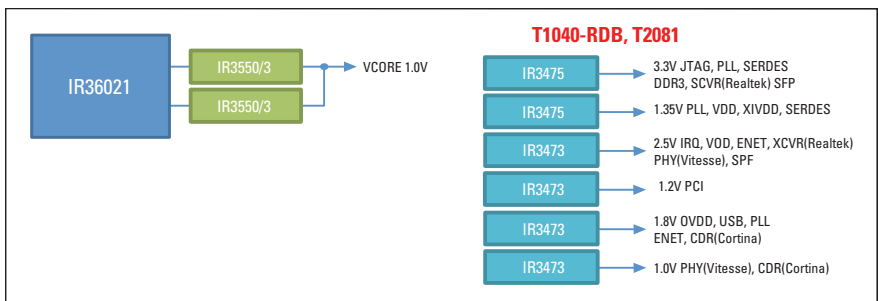 T1040-RDB, T2081
IR36021
IR3550/3
IR3550/3
VCORE 1.0V
IR3475
3.3V JTAG, PLL, SERDES
DDR3, SCVR(Realtek) SFP
IR3475
1.35V PLL, VDD, XIVDD, SERDES
IR3473
2.5V IRQ, VOD, ENET, XCVR(Realtek)
PHY(Vitesse), SPF
IR3473
1.2V PCI
IR3473
1.8V OVDD, USB, PLL
ENET, CDR(Cortina)
IR3473
1.0V PHY(Vitesse), CDR(Cortina)